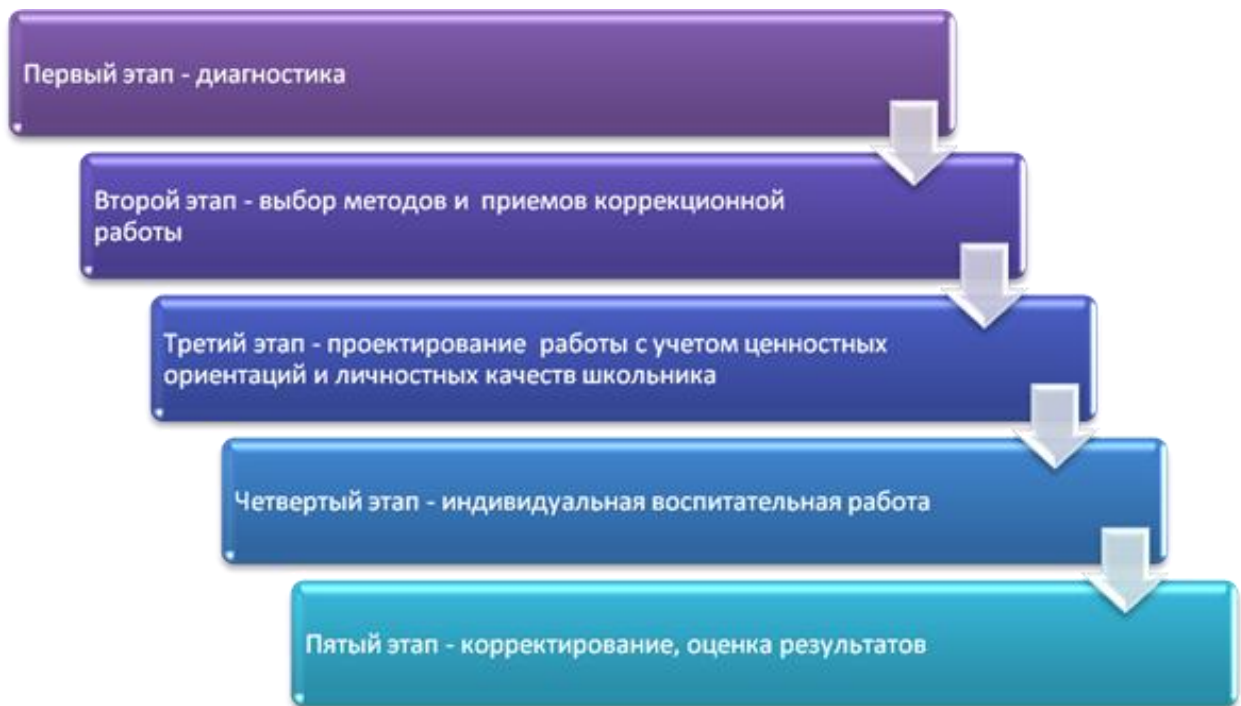 Первый этап - диагностика
Второй этап - выбор методов и приемов коррекционной
работы
Третий этап - проектирование работы с учетом ценностных
ориентаций и личностных качеств школьника
Четвертый этап - индивидуальная воспитательная работа
Пятый этап - корректирование, оценка результатов